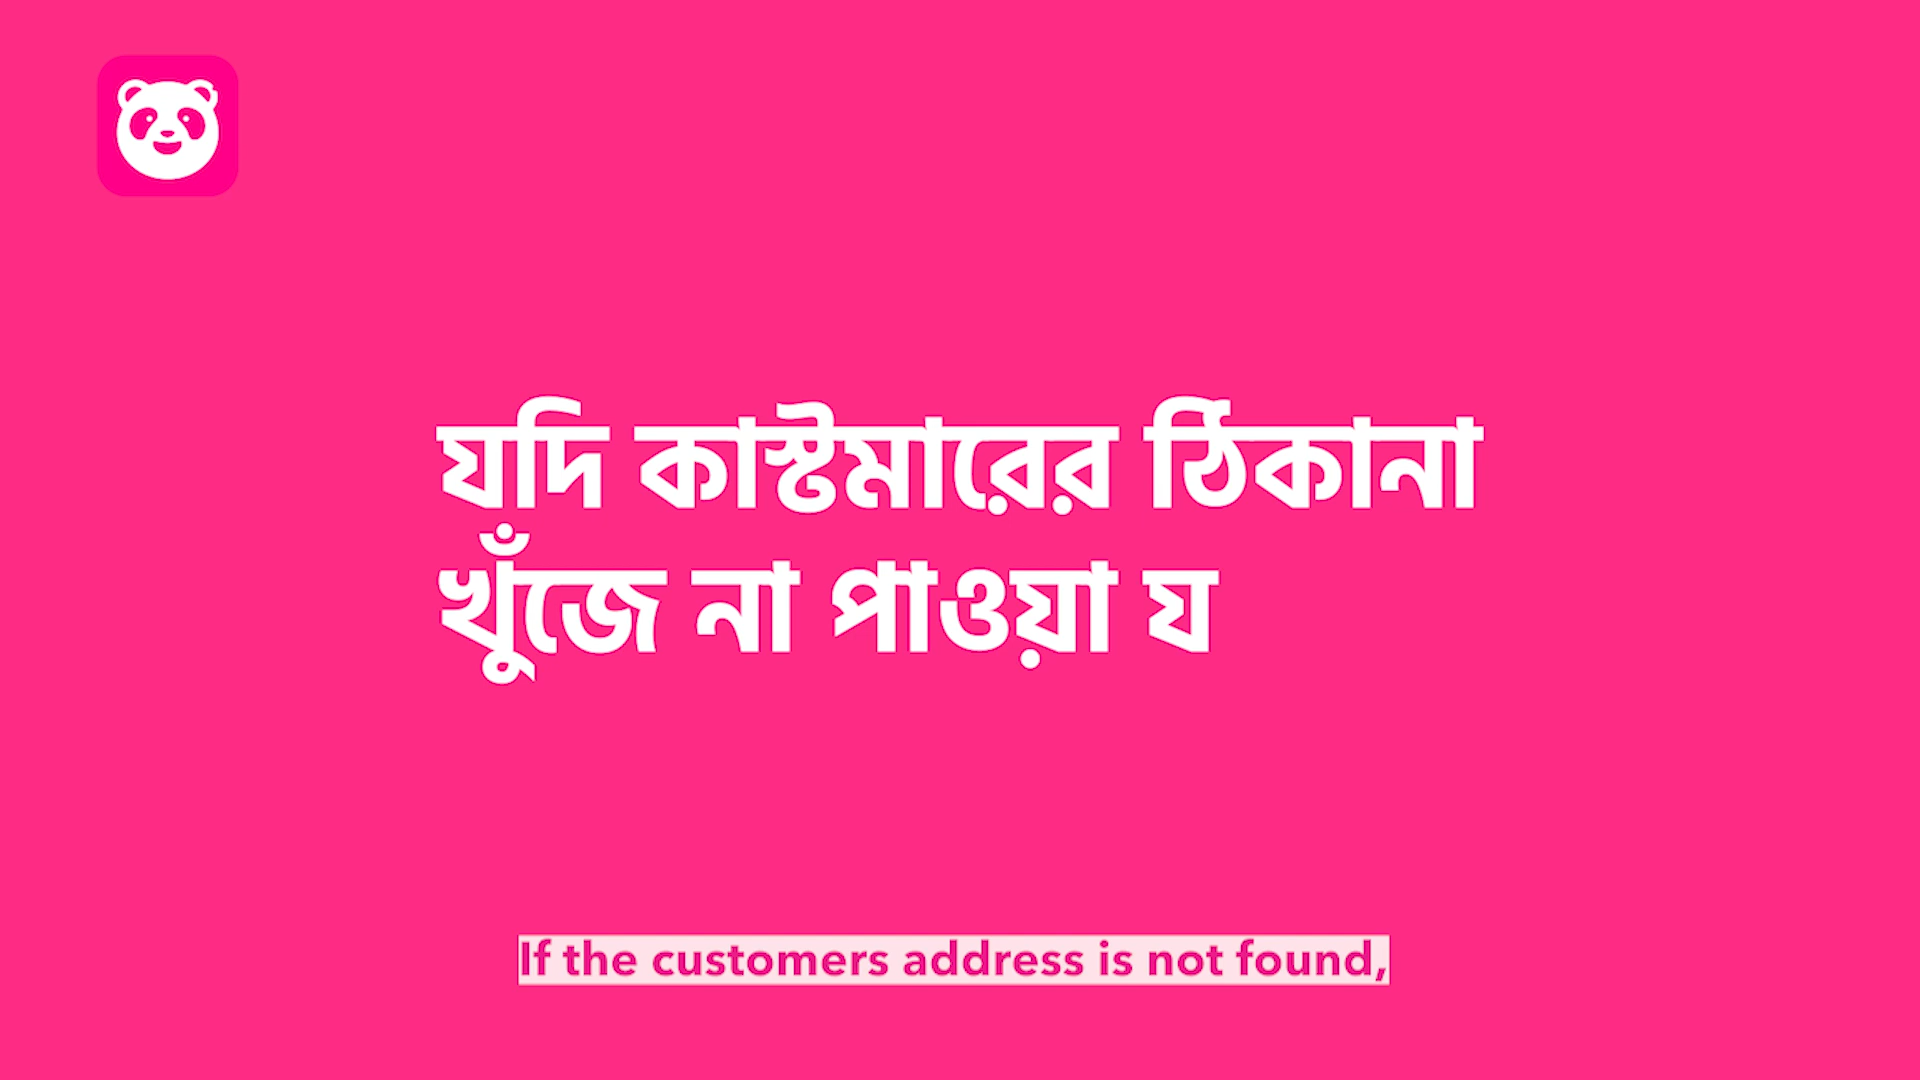 যদি কাস্টমারের ঠিকানা
খুঁজে না পাওয়া য
If the customers address is not found,